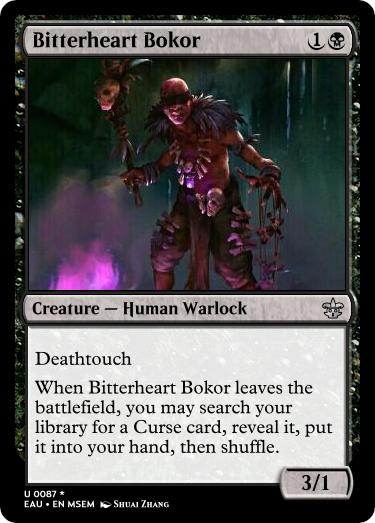 Bitterheart Bokor 1
Creature — Human Warlock
Deathtouch
When Bitterheart Bokor leaves the
battlefield, you may search your
library for a Curse card, reveal it, put
it into your hand, then shuffle.
3/1
U 0087 *
EAU • EN MSEM Shuai Zhang